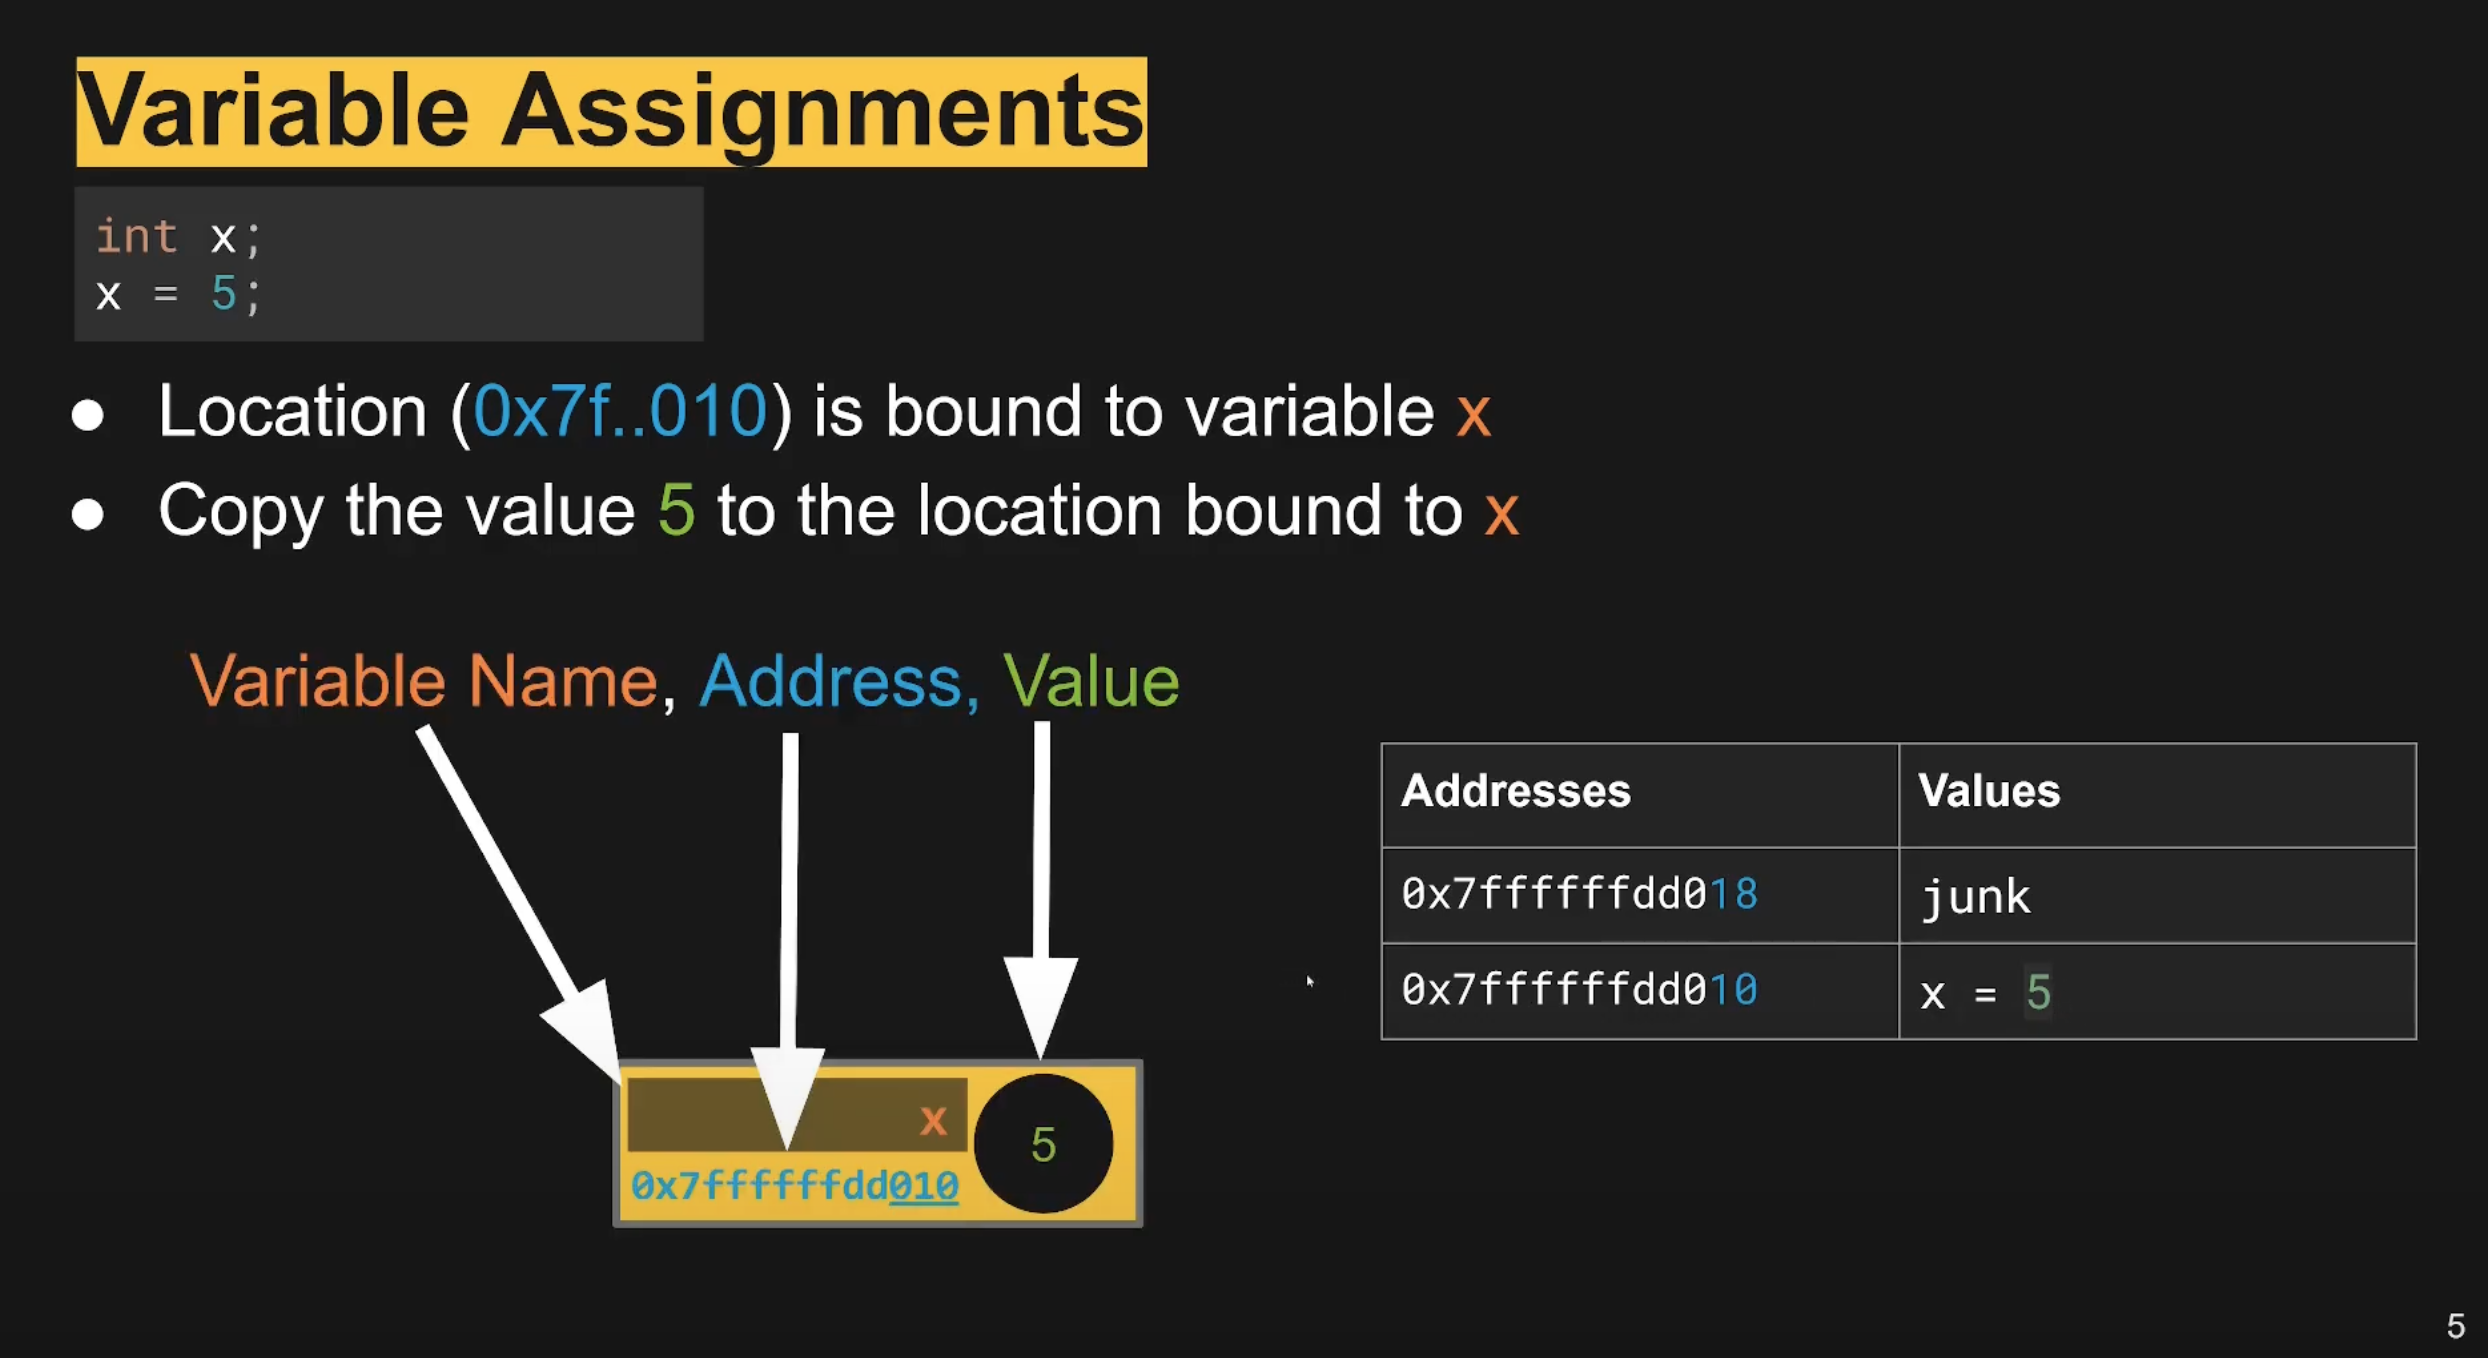 Variable Assignments
int x;
x = 5;
● Location (0x7f..010) is bound to variable x
● Copy the value 5 to the location bound to x
Variable Name, Address, Value
Addresses Values
0x7ffffffdd018 junk
0x7ffffffdd010 x = 5
x
5
0x7ffffffdd010
5